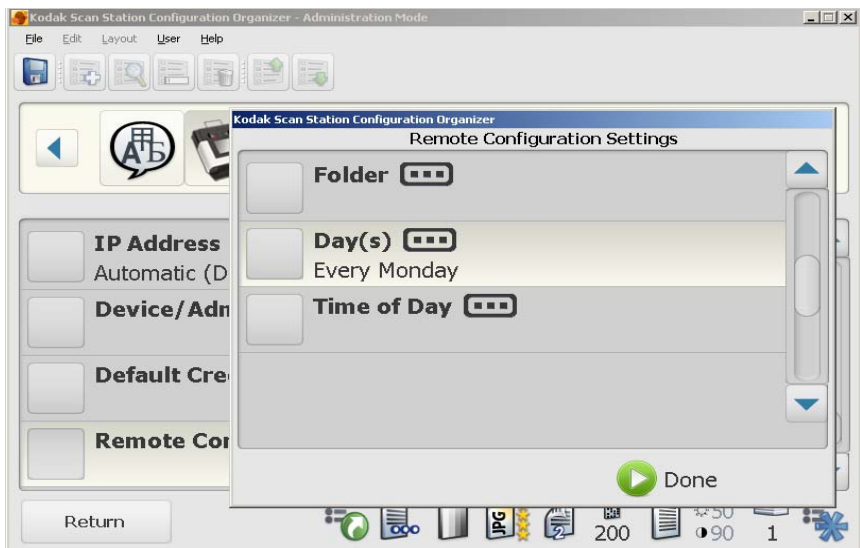 Kodak Scan Station Configuration Organizer - Administration Mode
File Edit Layout User Help
Kodak Scan Station Configuration Organizer
Remote Configuration Settings
Folder
Day(s)
Every Monday
Time of Day
Done
IP Address
Automatic (D
Device/Adm
Default Cre
Remote Cor
Return
JPG
2
200
50
90
1